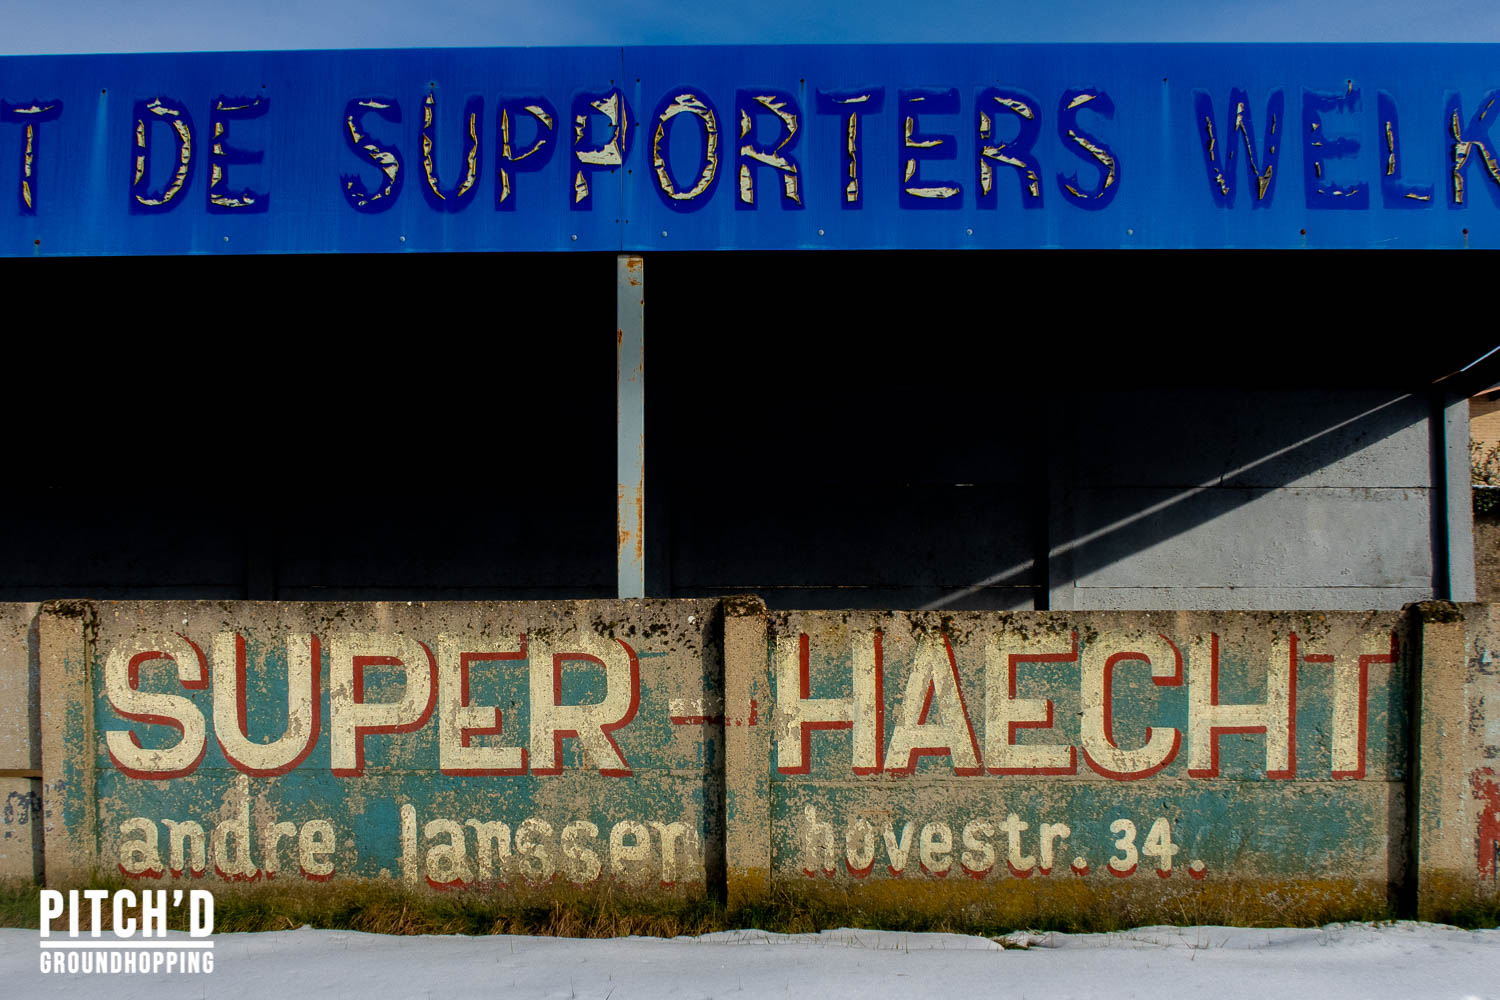 T DE SUPPORTERS WELK
SUPER-HAECHT
andre Janssen hovestr. 34.
PITCH'D
GROUNDHOPPING